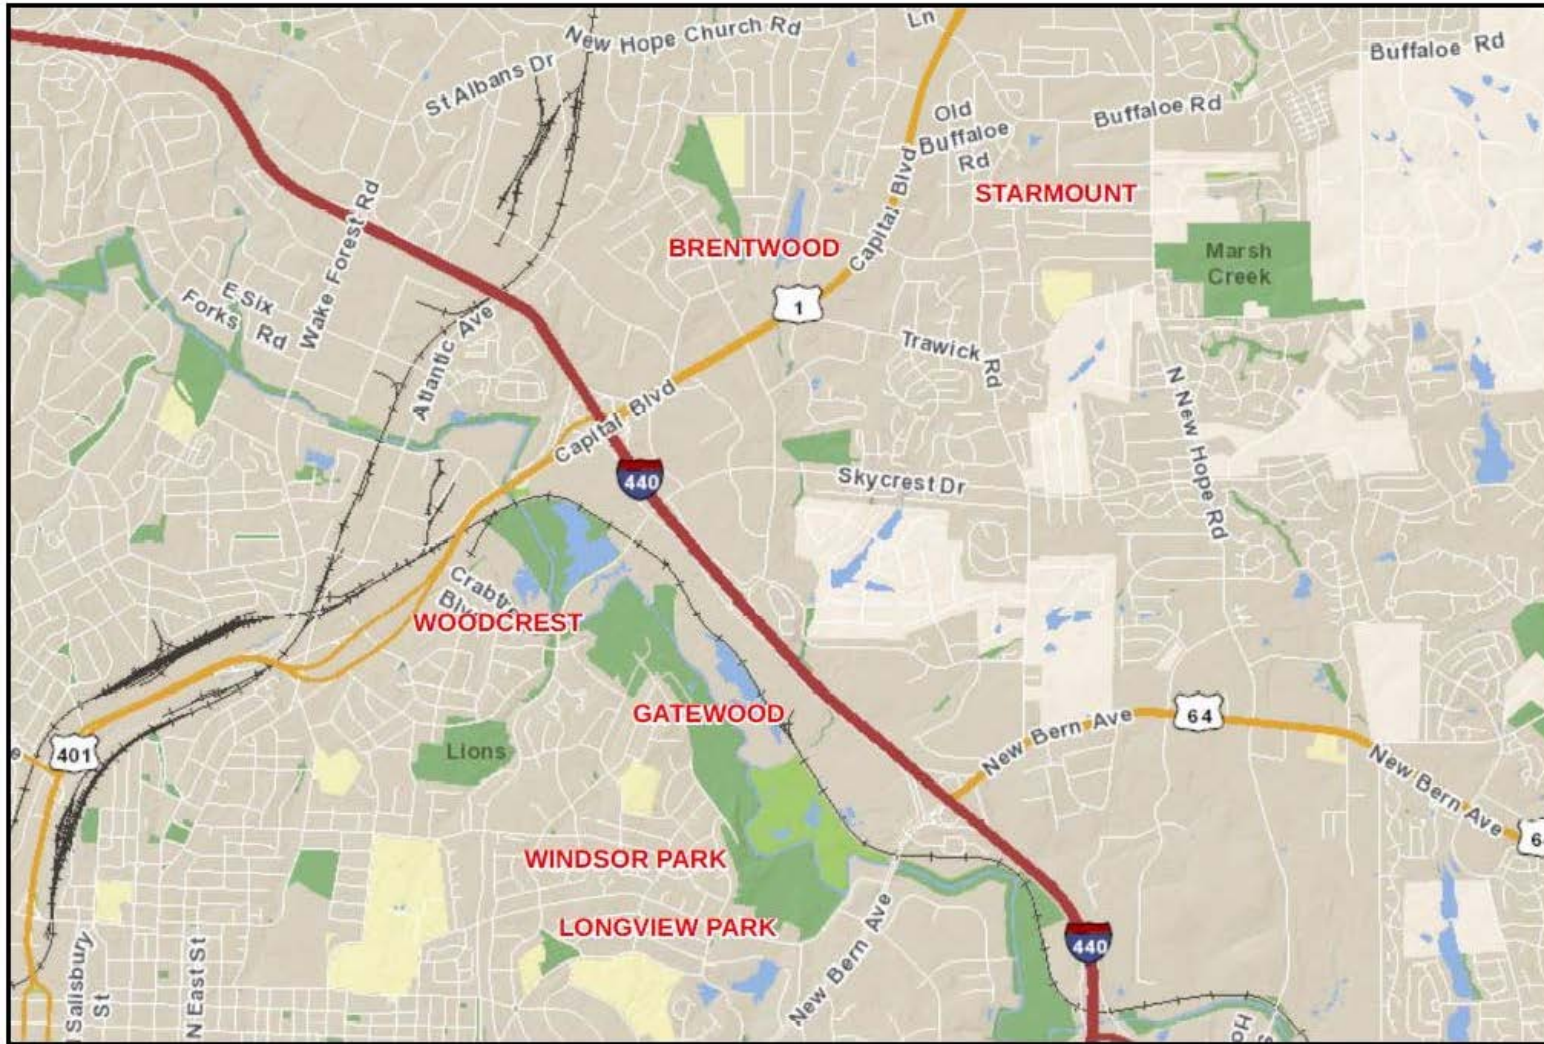 Ln
New Hope Church Rd
Buffaloe Rd
St Albans Dr
Buffaloe Rd
Old
Buffaloe
Rd
STARMOUNT
Wake Forest Rd
Capital Blvd
BRENTWOOD
Marsh
Creek
E Six
Forks Rd
1
Atlantic Ave
Trawick Rd
Capital Blvd
N New Hope Rd
440
Skycrest Dr
WOODCREST
GATEWOOD
64
New Bern Ave
401
Lions
New Bern Ave
WINDSOR PARK
LONGVIEW PARK
New Bern Ave
440
Salisbury
St
N East St